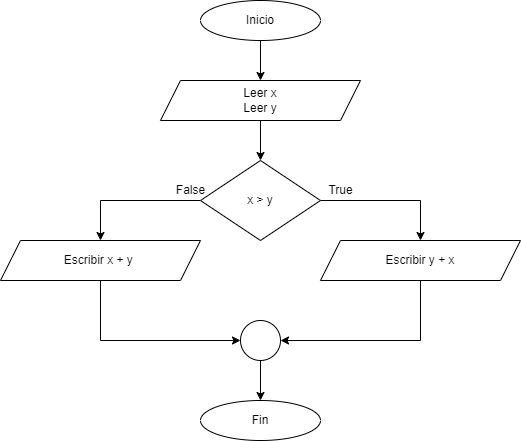 Inicio
Leer x
Leer y
False
True
x > y
Escribir x + y
Escribir y + x
Fin